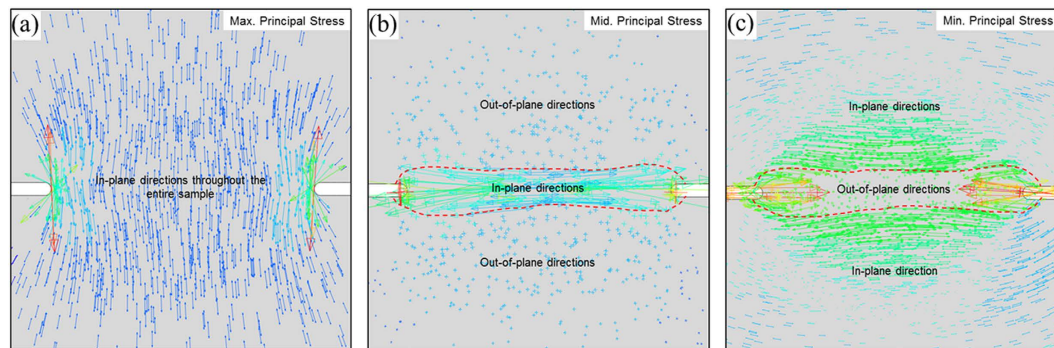 (a)
Max. Principal Stress
In-plane directions throughout the
entire sample
(b)
Mid. Principal Stress
Out-of-plane directions
In-plane directions
Out-of-plane directions
(c)
Min. Principal Stress
In-plane directions
Out-of-plane directions
In-plane direction